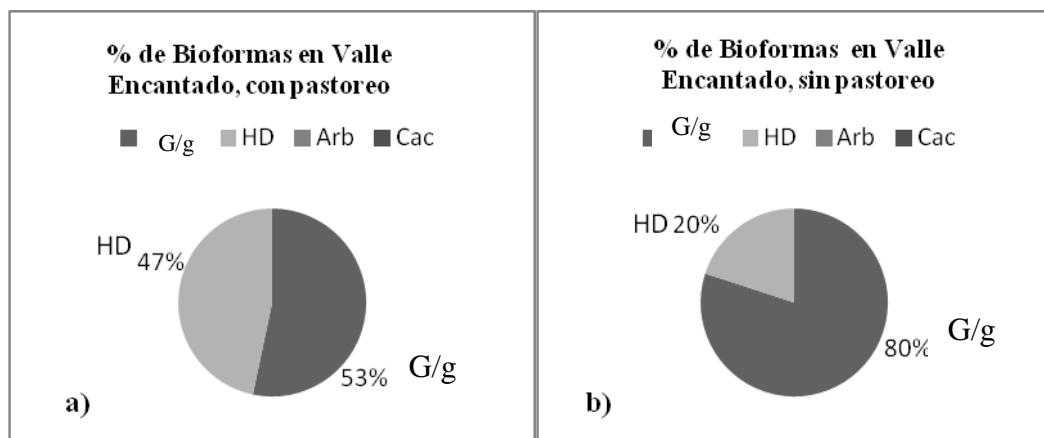 % de Bioformas en Valle
Encantado, con pastoreo
G/g HD Arb Cac
HD
47%
53% G/g
a)
% de Bioformas en Valle
Encantado, sin pastoreo
G/g HD Arb Cac
HD 20%
G/g
80%
b)